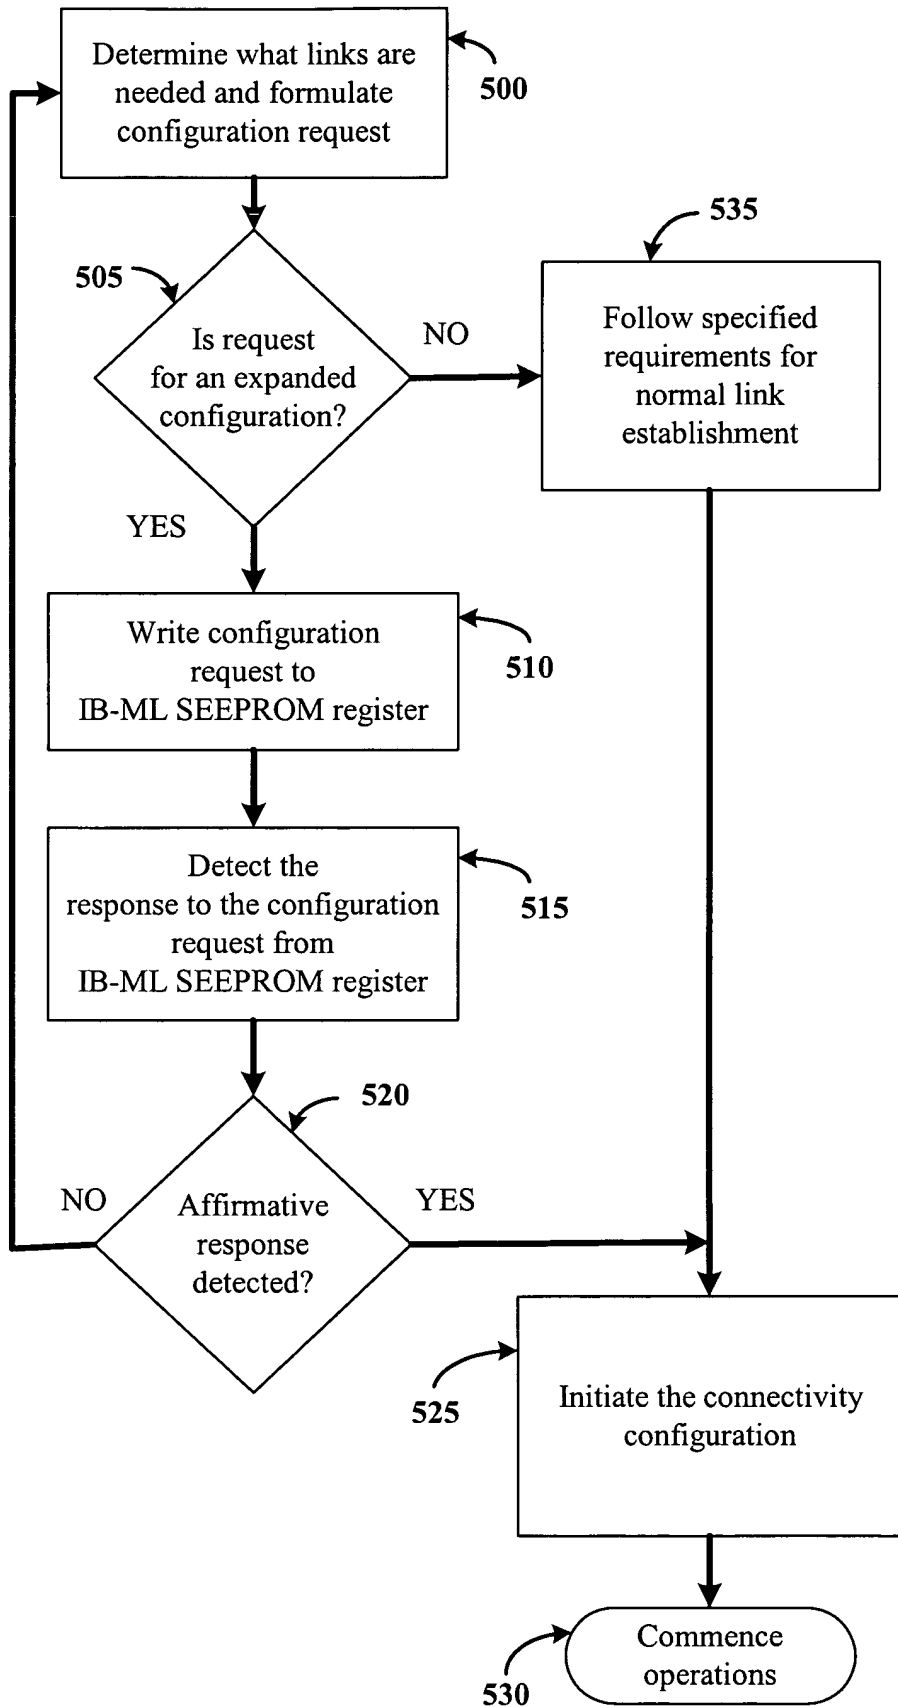 Determine what links are
needed and formulate
configuration request
500
535
505
Is request
for an expanded
configuration?
NO
Follow specified
requirements for
normal link
establishment
YES
Write configuration
request to
IB-ML SEEPROM register
510
Detect the
response to the configuration
request from
IB-ML SEEPROM register
515
520
NO
Affirmative
response
detected?
YES
525
Initiate the connectivity
configuration
Commence
operations
530